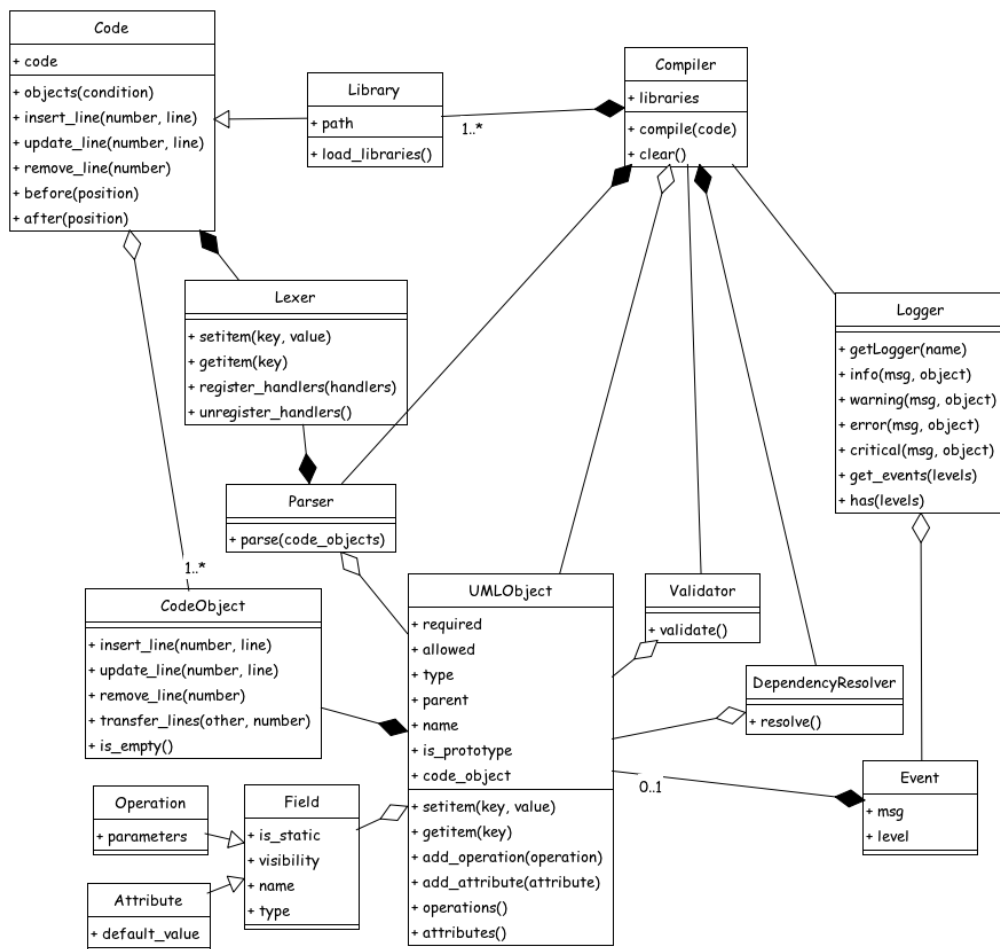 Code
+ code
+ objects(condition)
+ insert_line(number, line)
+ update_line(number, line)
+ remove_line(number)
+ before(position)
+ after(position)
Library
+ path
+ load_libraries()
1..*
Compiler
+ libraries
+ compile(code)
+ clear()
Lexer
+ setitem(key, value)
+ getitem(key)
+ register_handlers(handlers)
+ unregister_handlers()
Logger
+ getLogger(name)
+ info(msg, object)
+ warning(msg, object)
+ error(msg, object)
+ critical(msg, object)
+ get_events(levels)
+ has(levels)
Parser
+ parse(code_objects)
1..*
CodeObject
+ insert_line(number, line)
+ update_line(number, line)
+ remove_line(number)
+ transfer_lines(other, number)
+ is_empty()
UMLObject
+ required
+ allowed
+ type
+ parent
+ name
+ is_prototype
+ code_object
+ setitem(key, value)
+ getitem(key)
+ add_operation(operation)
+ add_attribute(attribute)
+ operations()
+ attributes()
Validator
+ validate()
DependencyResolver
+ resolve()
0..1
Event
+ msg
+ level
Operation
+ parameters
Field
+ is_static
+ visibility
+ name
+ type
Attribute
+ default_value